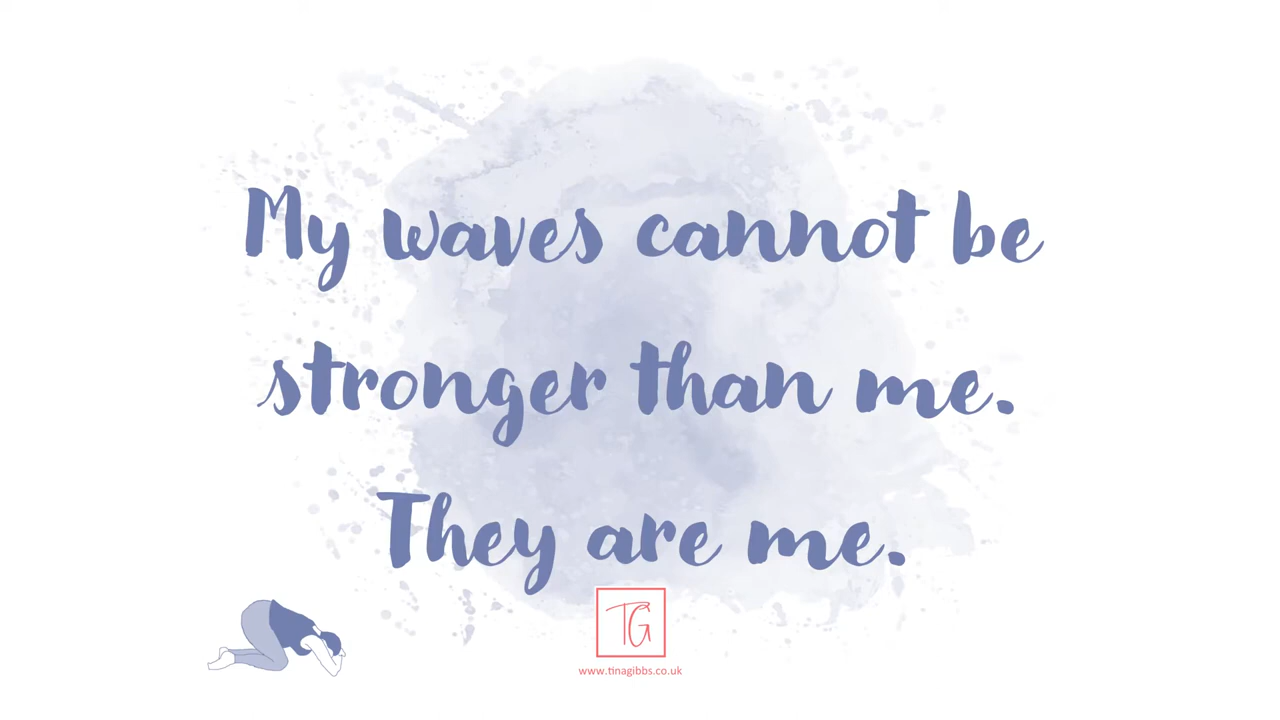 My waves cannot be
stronger than me.
They are me.
TG
www.tinagibbs.co.uk